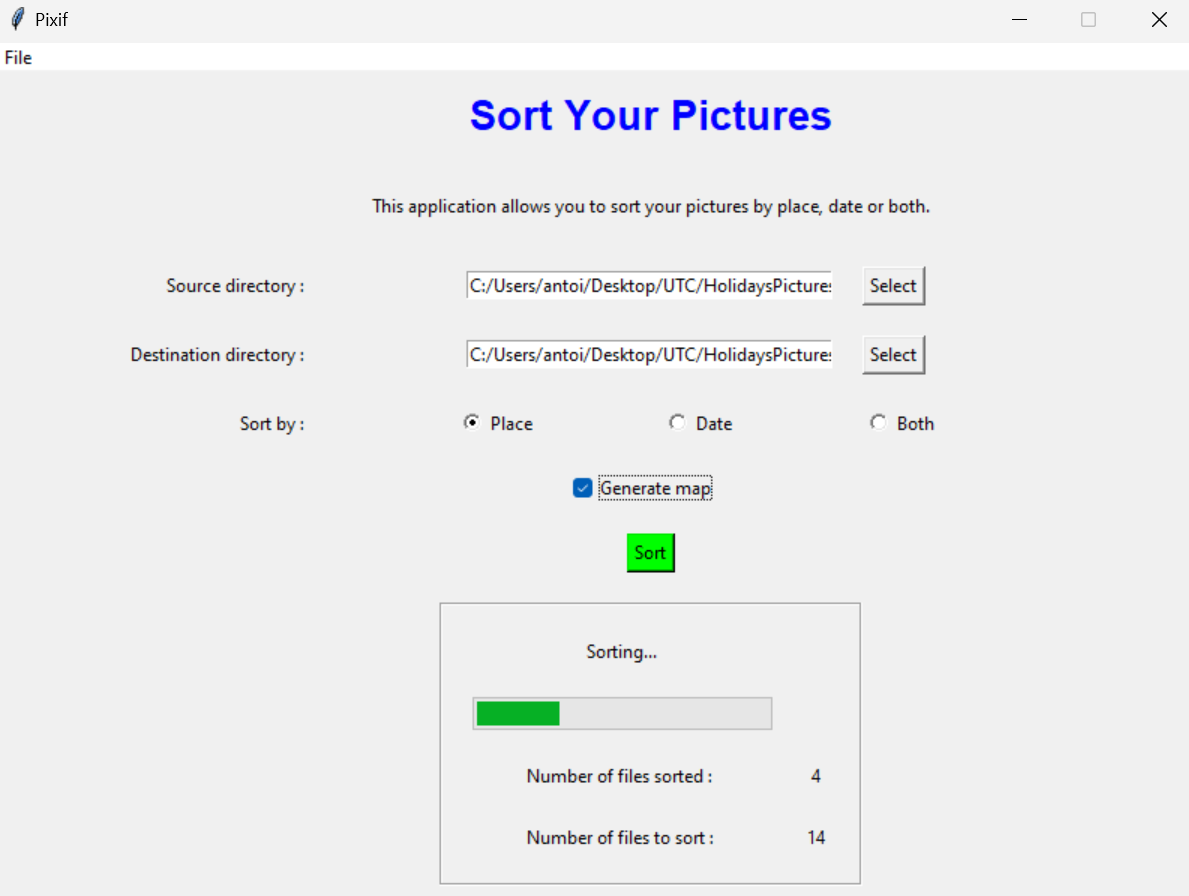 Pixif
File
Sort Your Pictures
This application allows you to sort your pictures by place, date or both.
Source directory : C:/Users/antoi/Desktop/UTC/HolidaysPictures Select
Destination directory : C:/Users/antoi/Desktop/UTC/HolidaysPictures Select
Sort by : Place Date Both
Generate map
Sort
Sorting...
Number of files sorted : 4
Number of files to sort : 14